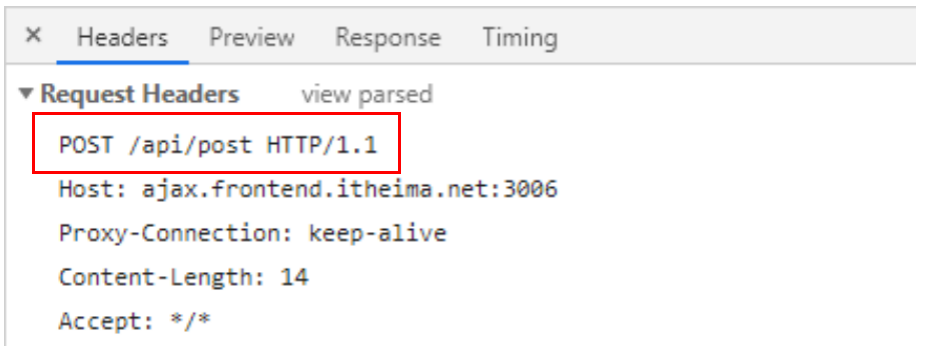 × Headers Preview Response Timing
▼ Request Headers view parsed
POST /api/post HTTP/1.1
Host: ajax.frontend.itheima.net:3006
Proxy-Connection: keep-alive
Content-Length: 14
Accept: */*